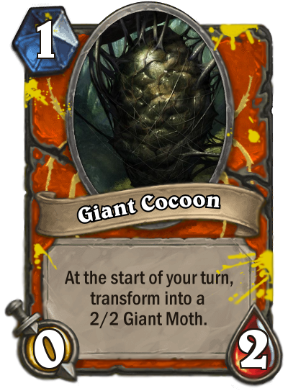 1
Giant Cocoon
At the start of your turn,
transform into a
2/2 Giant Moth.
0
2